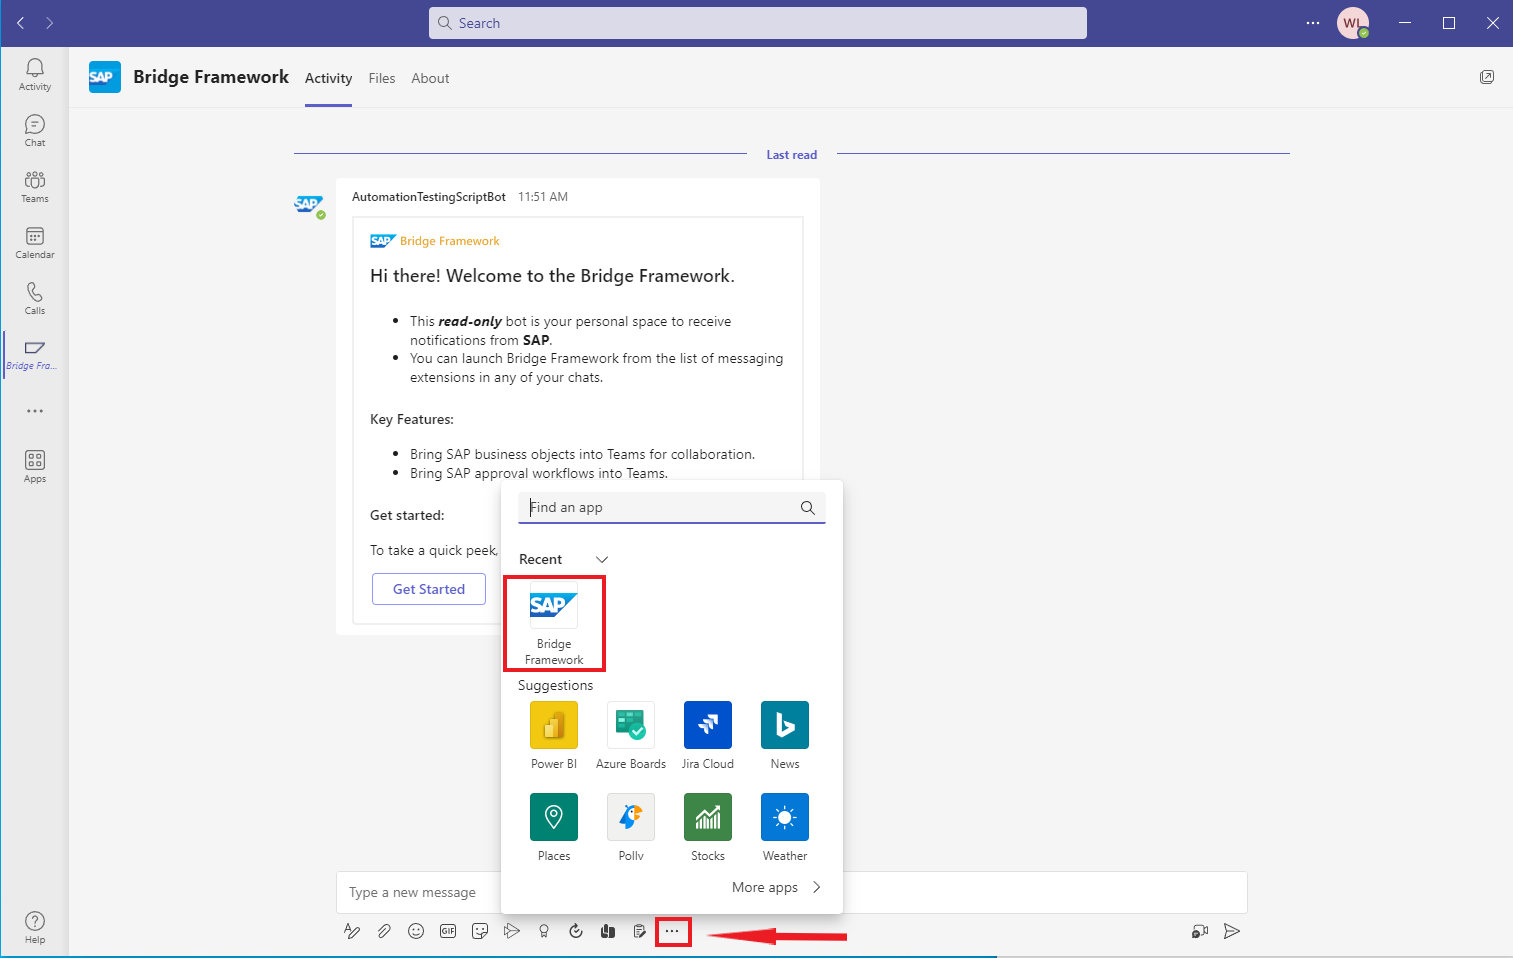 Search
WL
Activity
Chat
Teams
Calendar
Calls
Bridge Fra...
Apps
Help
SAP
Bridge Framework
Activity
Files
About
Last read
SAP
AutomationTestingScriptBot 11:51 AM
SAP Bridge Framework
Hi there! Welcome to the Bridge Framework.
This read-only bot is your personal space to receive
notifications from SAP.
You can launch Bridge Framework from the list of messaging
extensions in any of your chats.
Key Features:
Bring SAP business objects into Teams for collaboration.
Bring SAP approval workflows into Teams.
Get started:
To take a quick peek,
Get Started
Find an app
Recent
SAP
Bridge
Framework
Suggestions
Power BI
Azure Boards
Jira Cloud
News
Places
Polly
Stocks
Weather
More apps
Type a new message
GIF